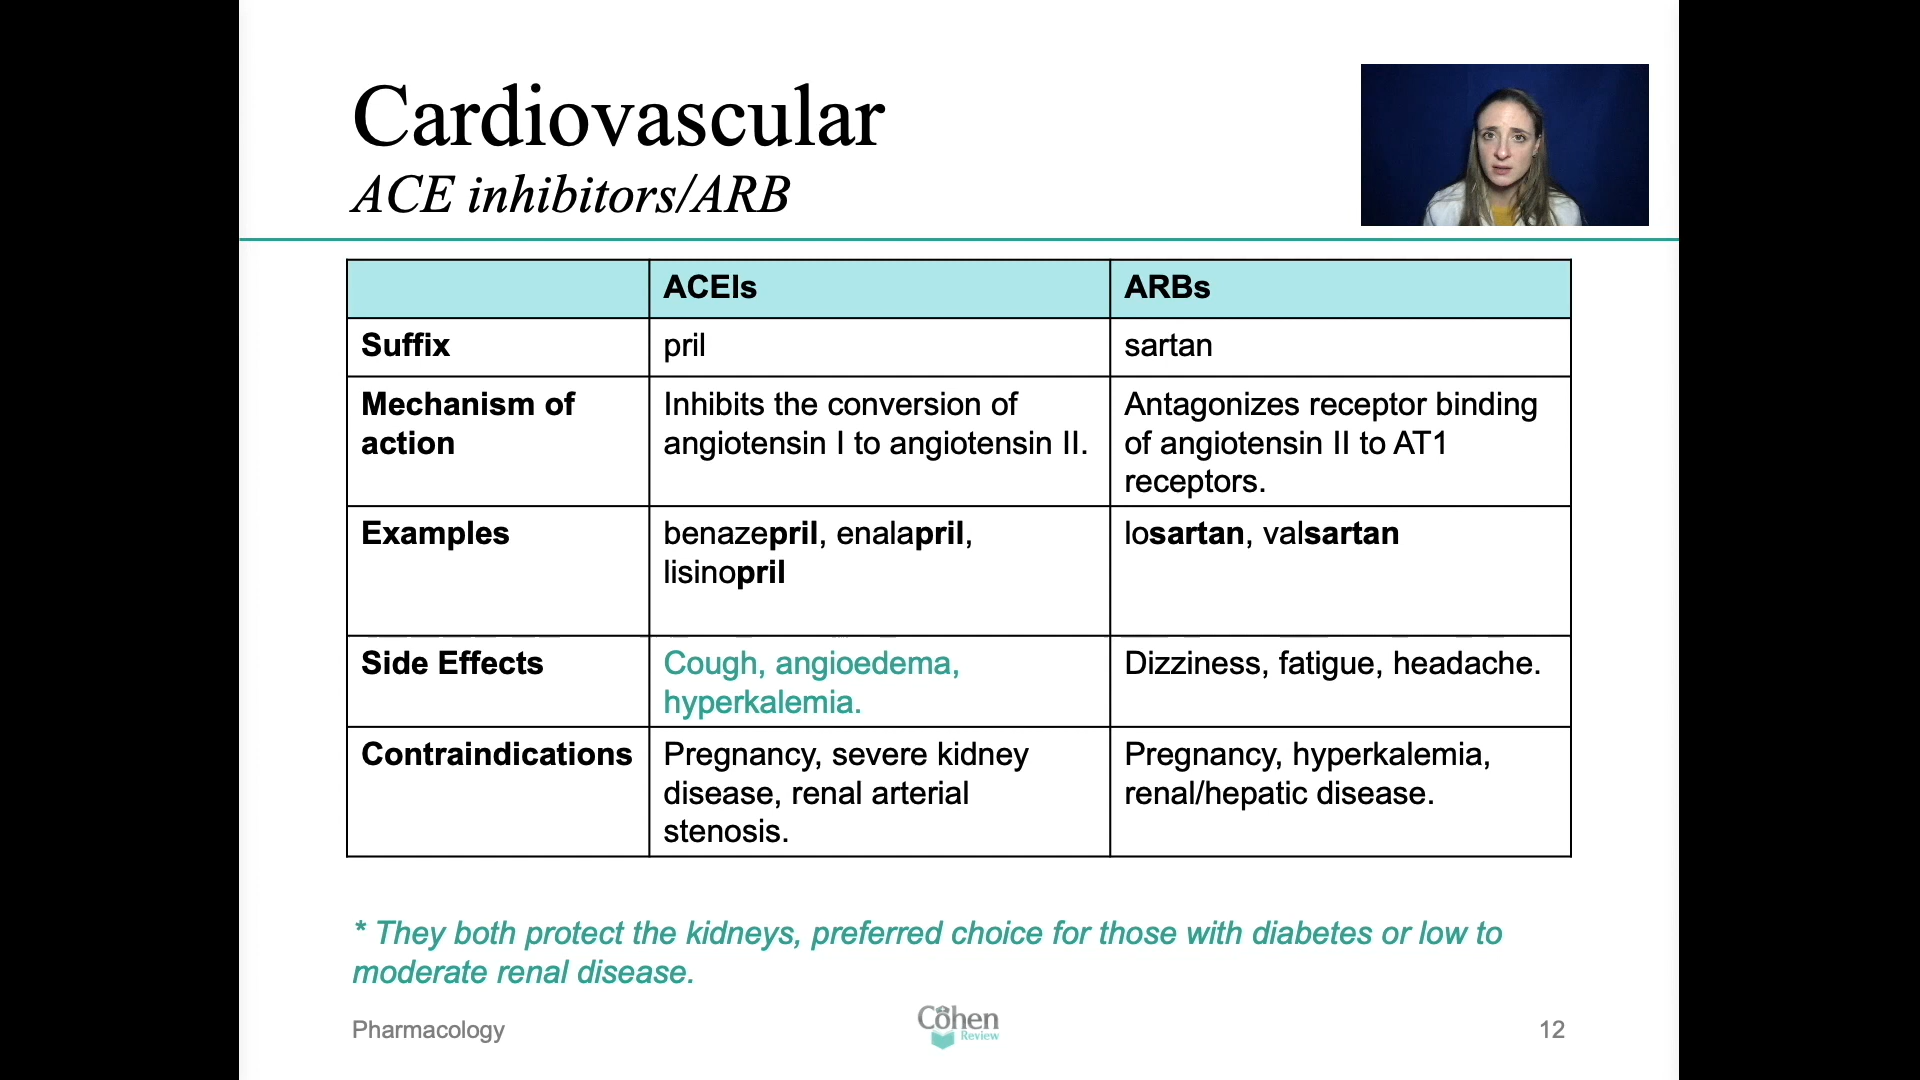 Cardiovascular
ACE inhibitors/ARB
ACEIs
ARBs
Suffix
pril
sartan
Mechanism of
action
Inhibits the conversion of
angiotensin I to angiotensin II.
Antagonizes receptor binding
of angiotensin II to AT1
receptors.
Examples
benazepril, enalapril,
lisinopril
losartan, valsartan
Side Effects
Cough, angioedema,
hyperkalemia.
Dizziness, fatigue, headache.
Contraindications
Pregnancy, severe kidney
disease, renal arterial
stenosis.
Pregnancy, hyperkalemia,
renal/hepatic disease.
* They both protect the kidneys, preferred choice for those with diabetes or low to
moderate renal disease.
Pharmacology
Cohen
Review
12